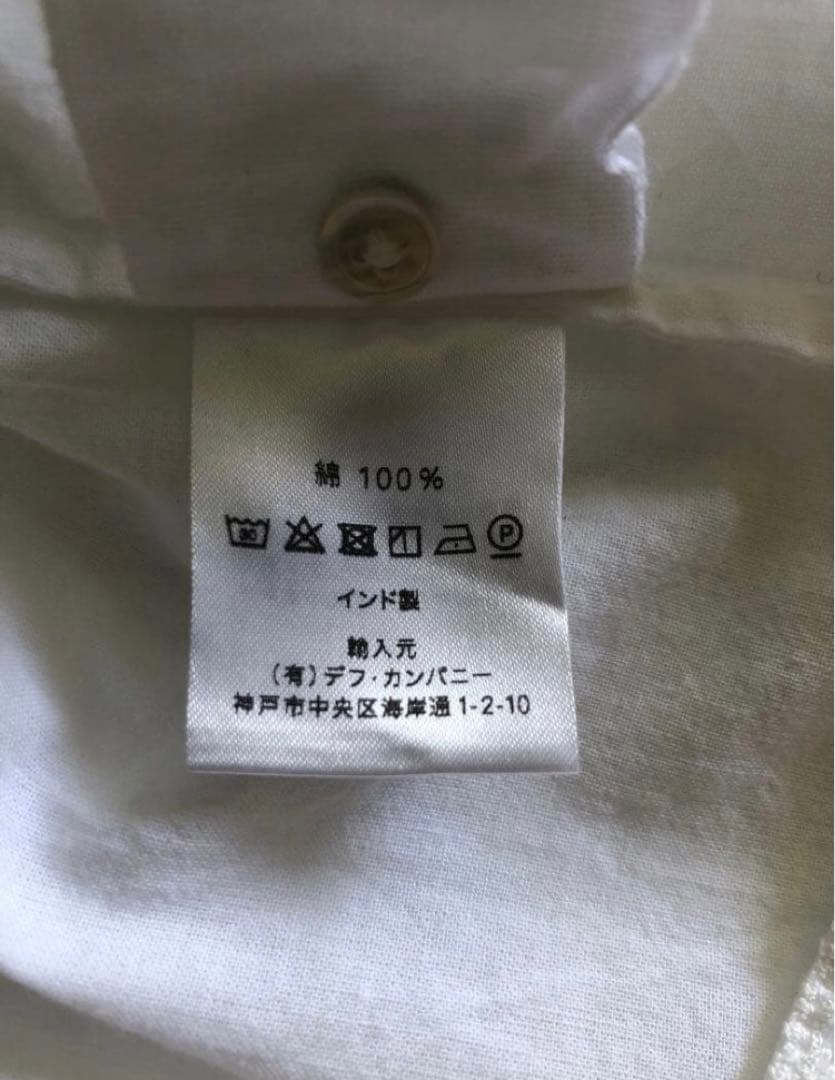 綿 100%
30 P
インド製
輸入元
(有)デフ・カンパニー
神戸市中央区海岸通1-2-10